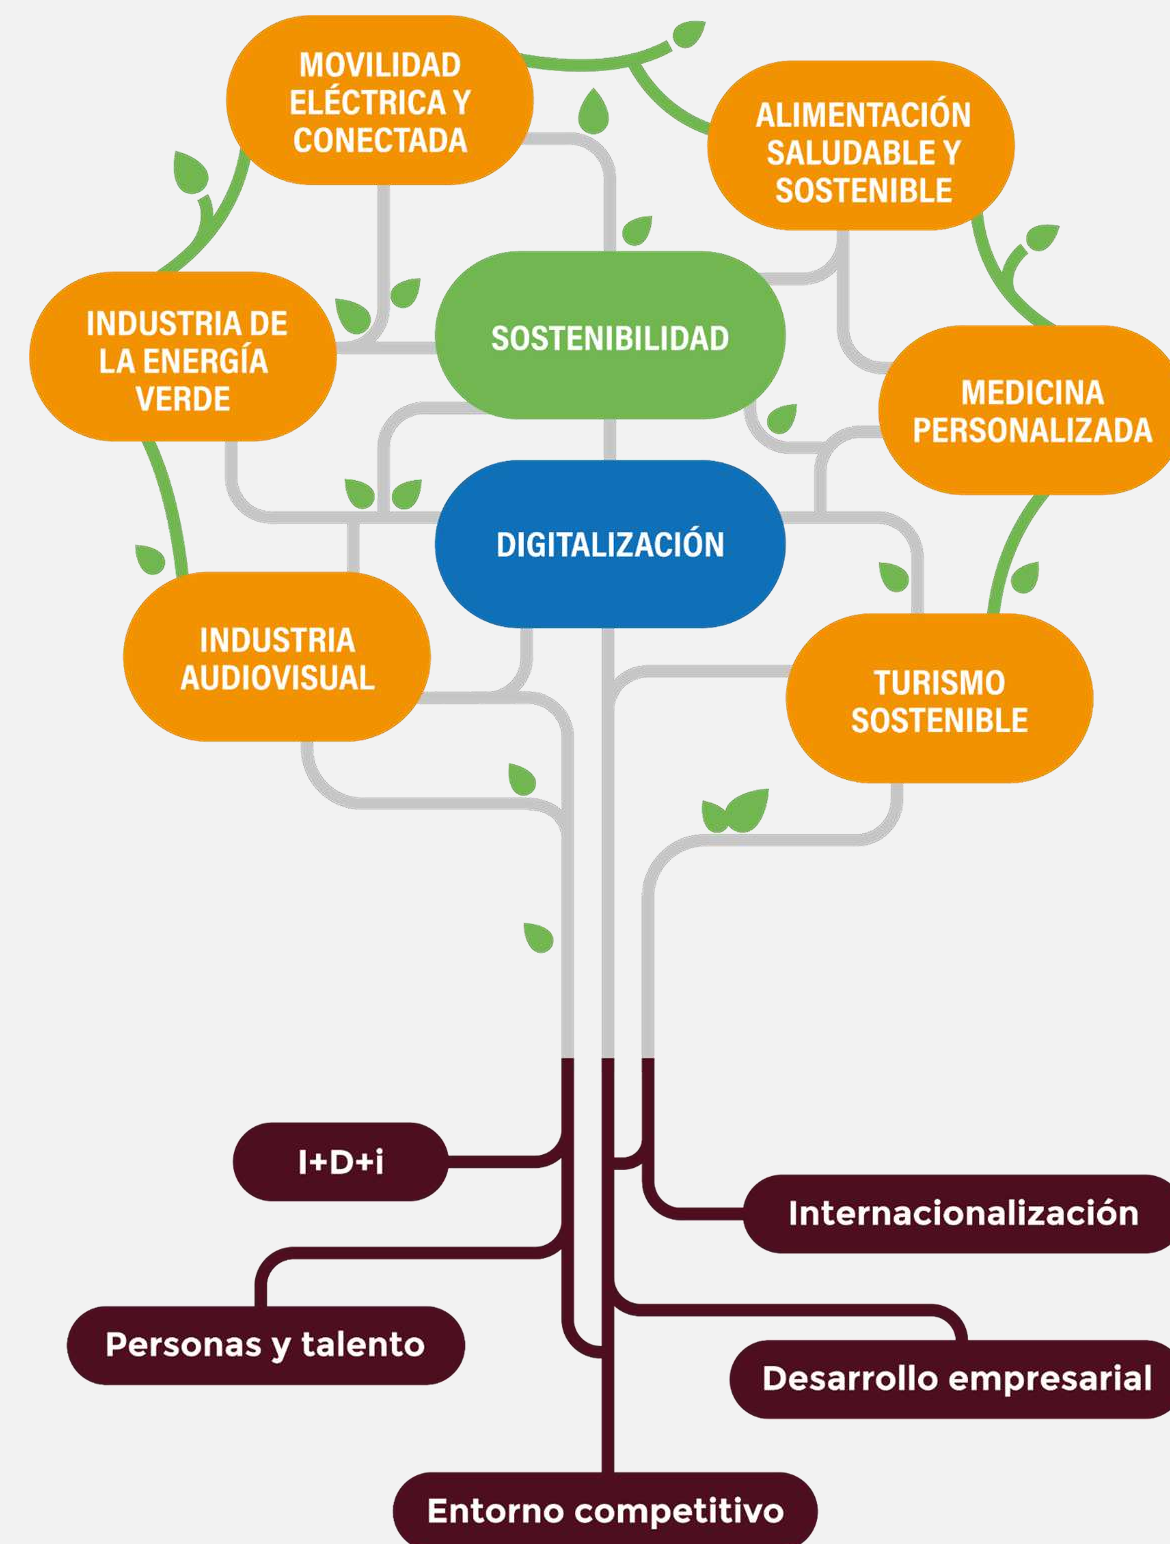 MOVILIDAD
ELÉCTRICA Y
CONECTADA
ALIMENTACIÓN
SALUDABLE Y
SOSTENIBLE
INDUSTRIA DE
LA ENERGÍA
VERDE
SOSTENIBILIDAD
MEDICINA
PERSONALIZADA
DIGITALIZACIÓN
INDUSTRIA
AUDIOVISUAL
TURISMO
SOSTENIBLE
I+D+i
Internacionalización
Personas y talento
Desarrollo empresarial
Entorno competitivo